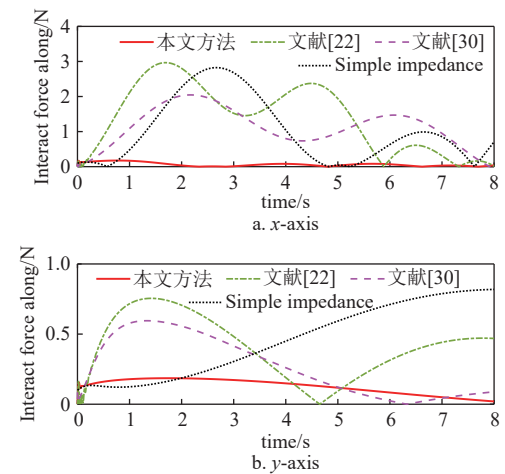 Interact force along/N
4
3
2
1
0
本文方法 文献[22] 文献[30]
Simple impedance
0 1 2 3 4 5 6 7 8
time/s
a. x-axis
Interact force along/N
1.0
0.5
0
本文方法 文献[22] 文献[30]
Simple impedance
0 1 2 3 4 5 6 7 8
time/s
b. y-axis